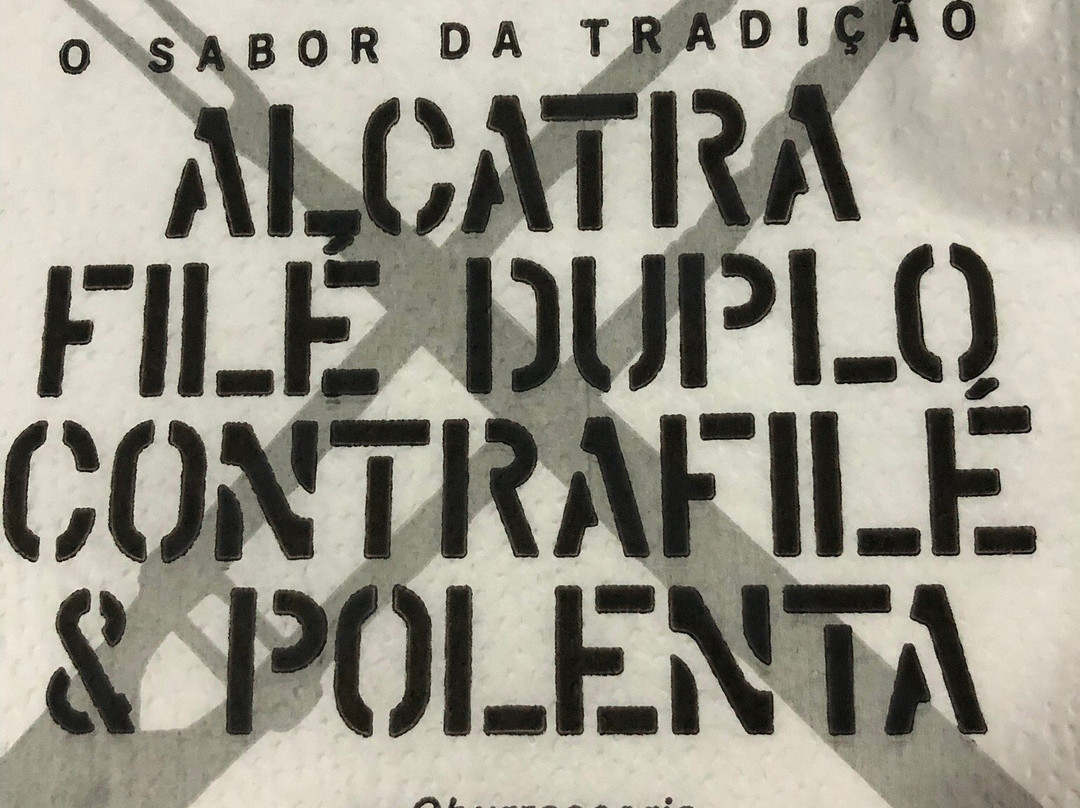 O SABOR DA TRADIÇÃO
ALCATRA
FILÉ DUPLO
CONTRAFILÉ
& POLENTA